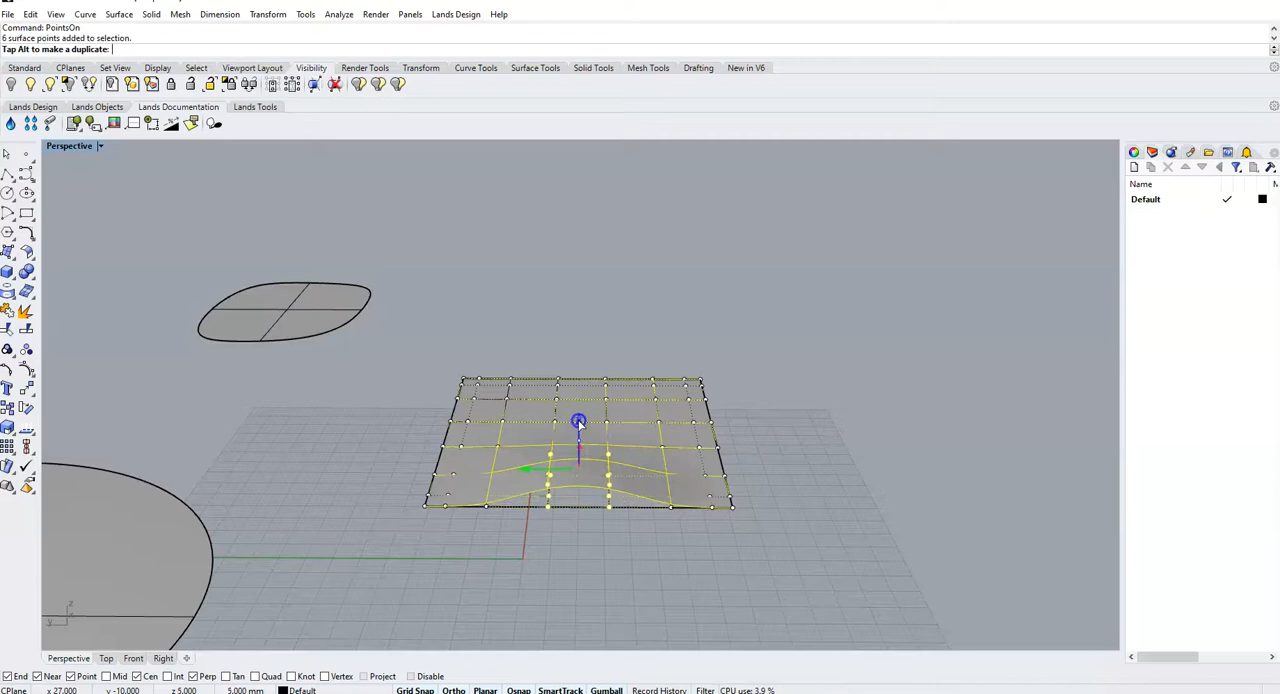 File Edit View Curve Surface Solid Mesh Dimension Transform Tools Analyze Render Panels Lands Design Help
Command: PointsOn
6 surface points added to selection.
Tap Alt to make a duplicate:
Standard CPlanes Set View Display Select Viewport Layout Visibility Render Tools Transform Curve Tools Surface Tools Solid Tools Mesh Tools Drafting New in V6
Lands Design Lands Objects Lands Documentation Lands Tools
Perspective
Name M
Default
z
x
y
Perspective Top Front Right
End Near Point Mid Cen Int Perp Tan Quad Knot Vertex Project Disable
CPlane x 27.000 y -10.000 z 5.000 5.000 mm Default Grid Snap Ortho Planar Osnap SmartTrack Gumball Record History Filter CPU use: 3.9 %